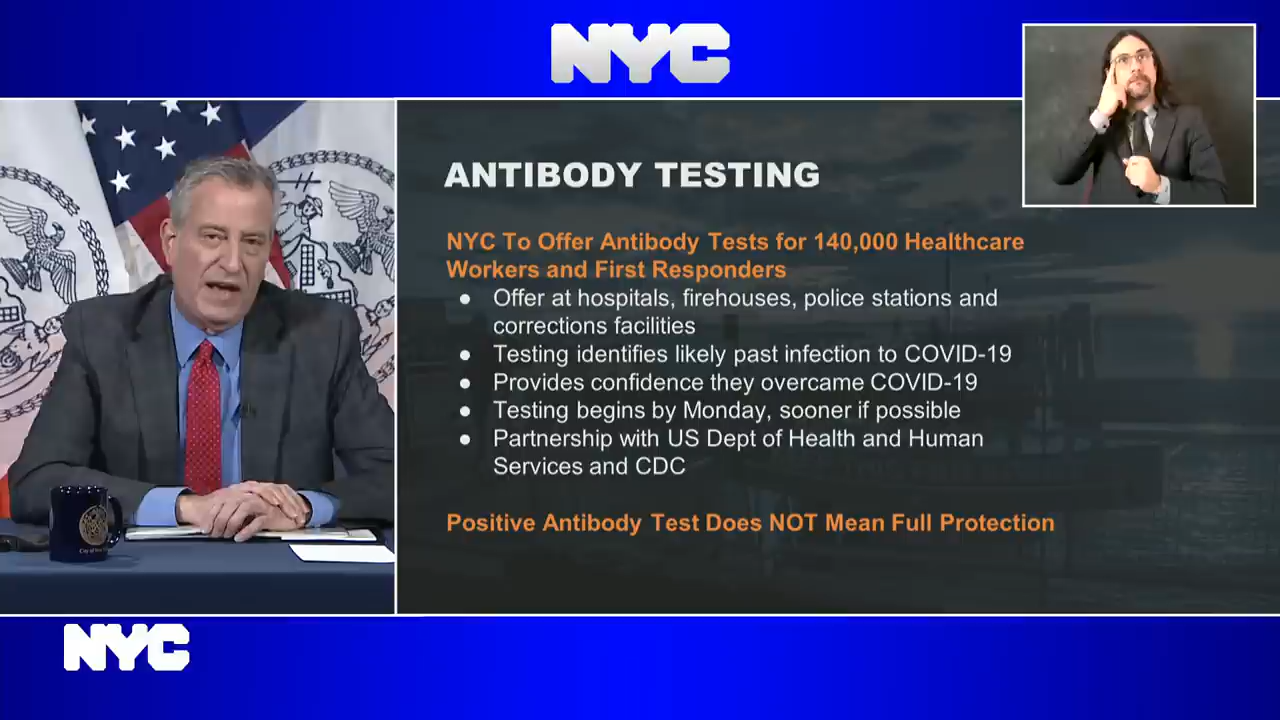 NYC
ANTIBODY TESTING
NYC To Offer Antibody Tests for 140,000 Healthcare
Workers and First Responders
● Offer at hospitals, firehouses, police stations and
corrections facilities
● Testing identifies likely past infection to COVID-19
● Provides confidence they overcame COVID-19
● Testing begins by Monday, sooner if possible
● Partnership with US Dept of Health and Human
Services and CDC
Positive Antibody Test Does NOT Mean Full Protection
NYC